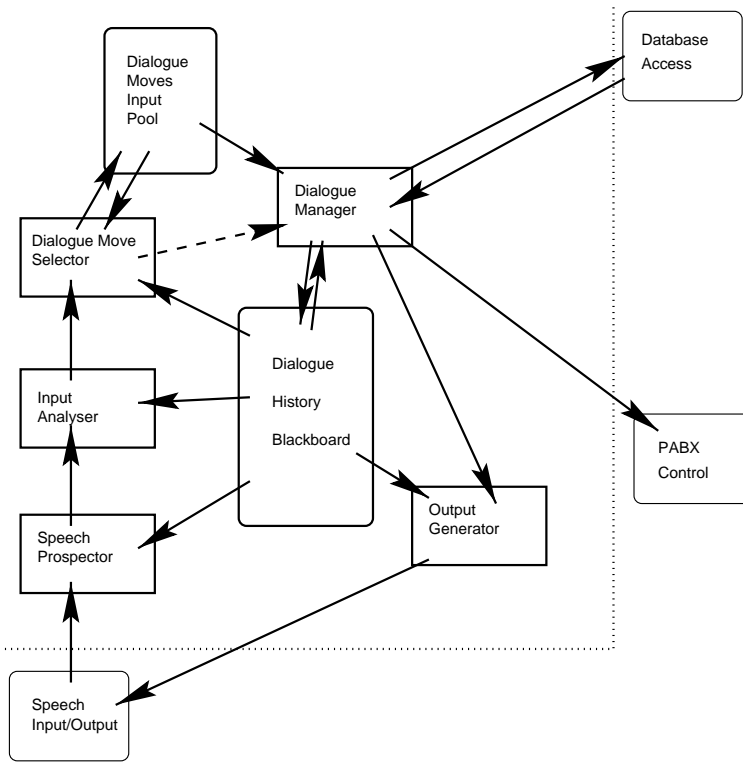 Database
Access
Dialogue
Moves
Input
Pool
Dialogue
Manager
Dialogue Move
Selector
Dialogue
History
Blackboard
Input
Analyser
PABX
Control
Output
Generator
Speech
Prospector
Speech
Input/Output